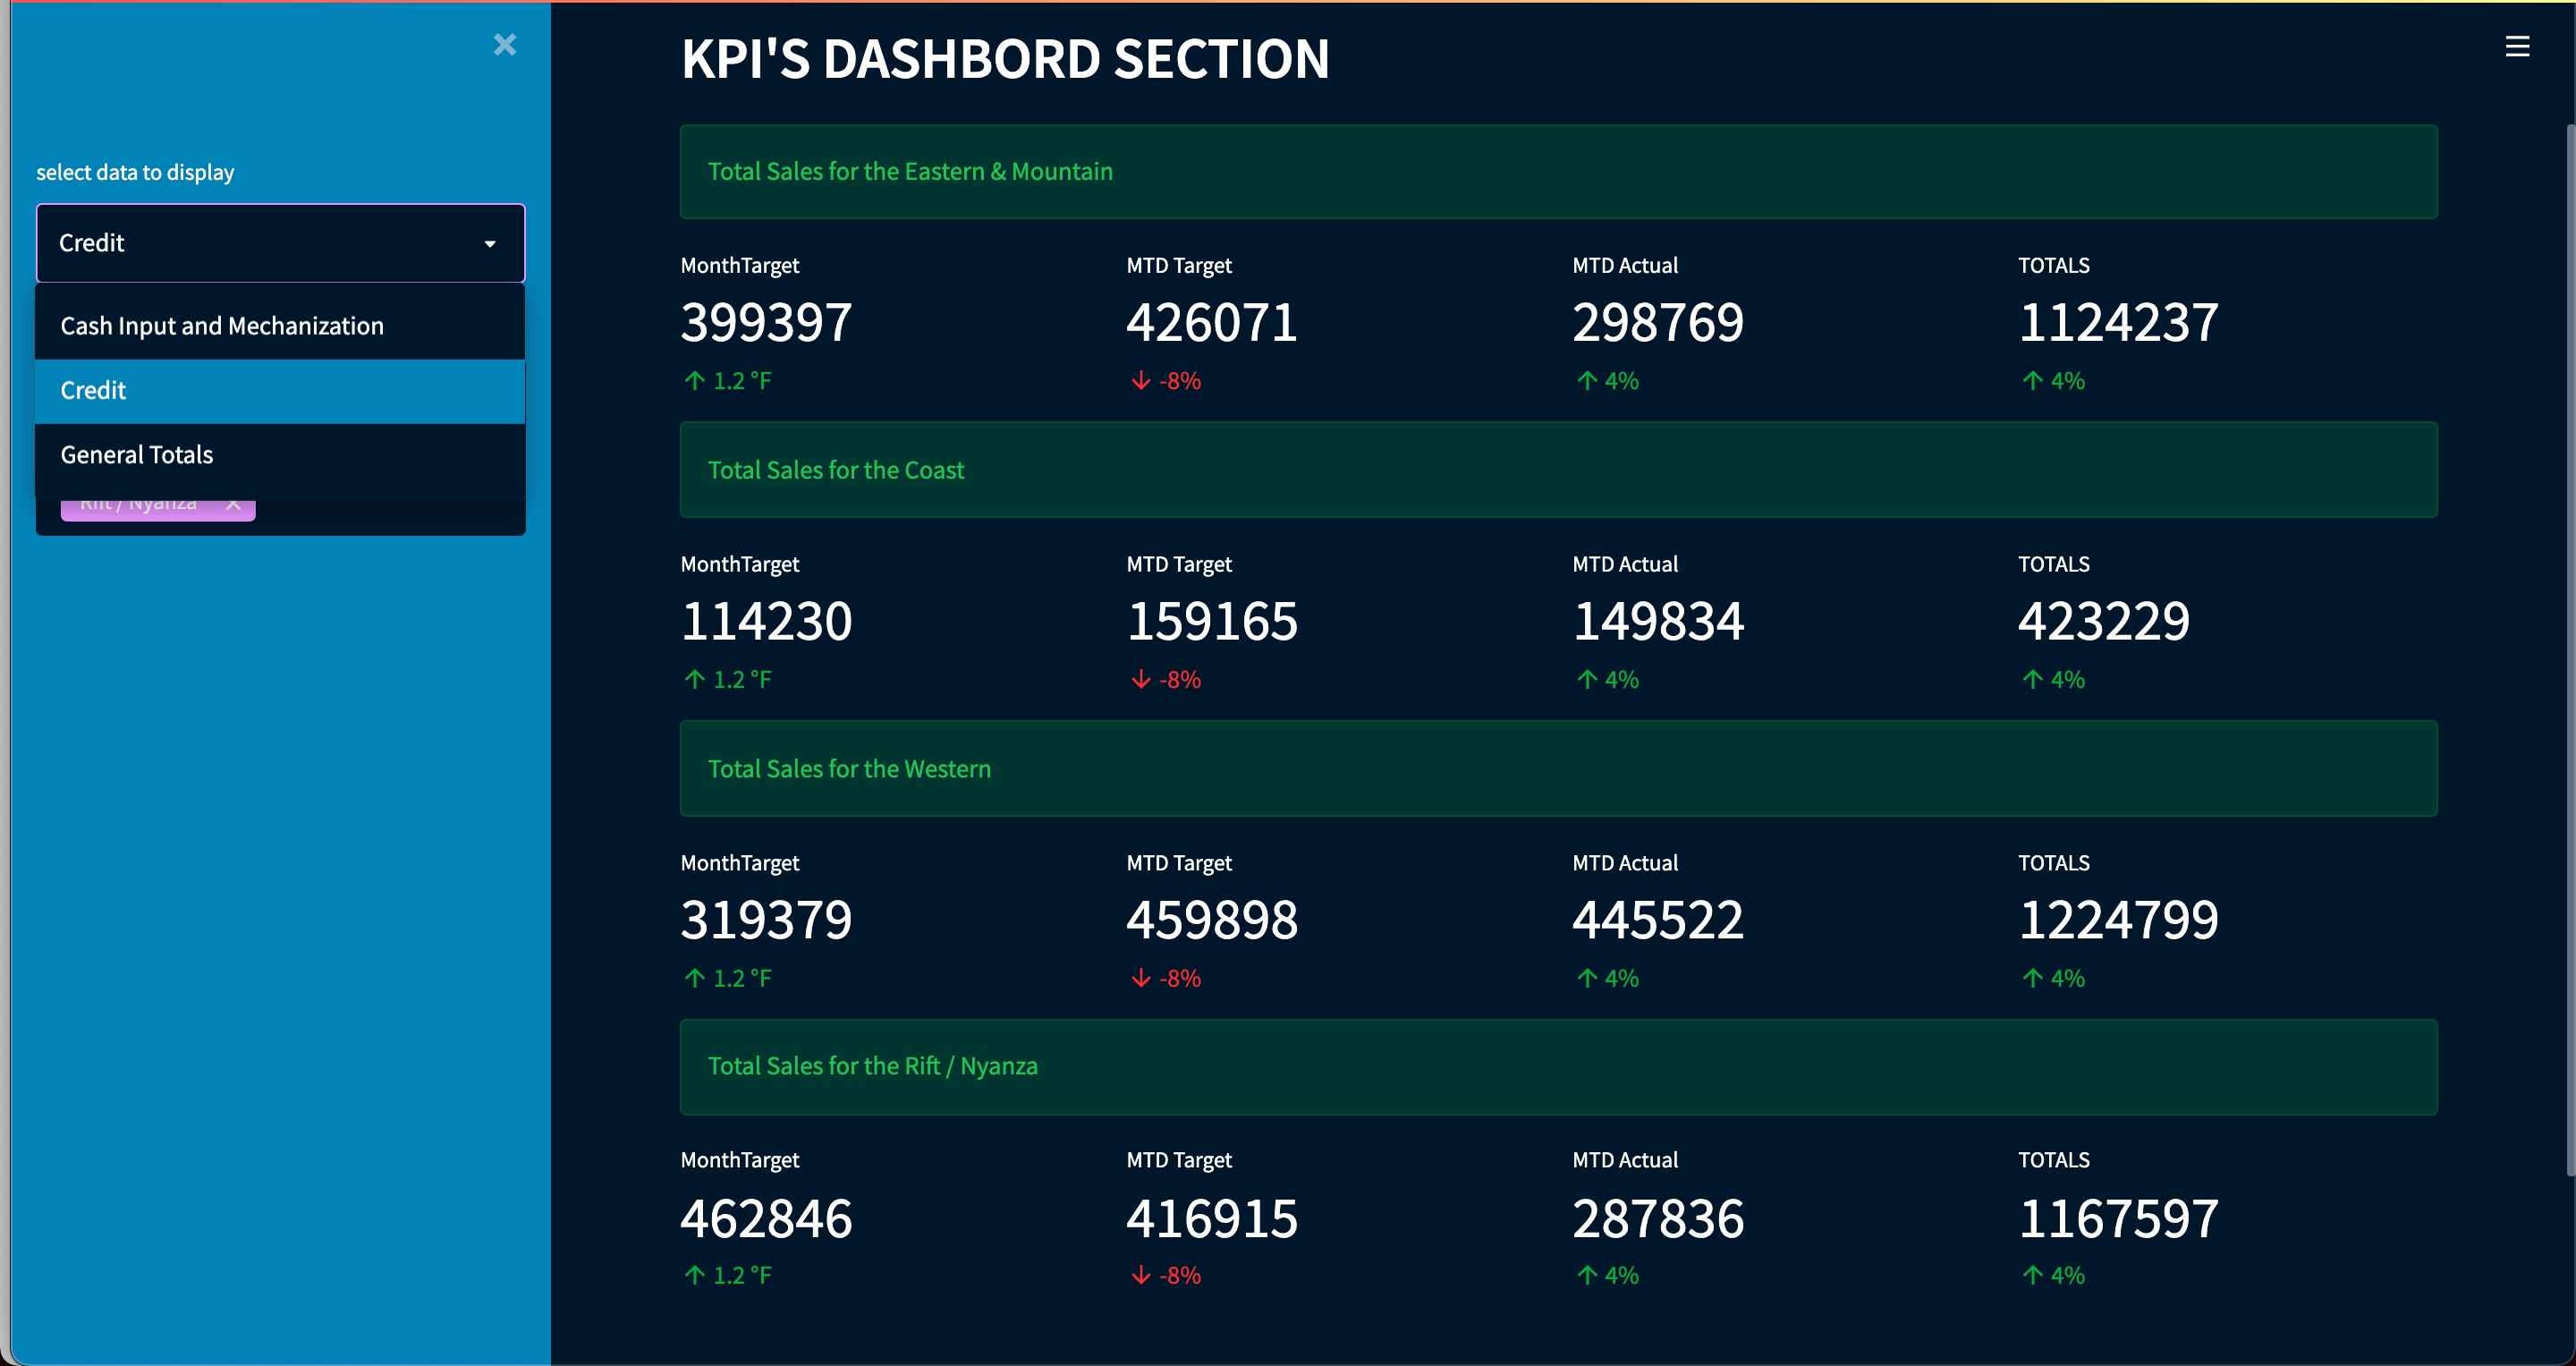 KPI'S DASHBORD SECTION
select data to display
Credit
Cash Input and Mechanization
Credit
General Totals
Rift / Nyanza
Total Sales for the Eastern & Mountain
MonthTarget MTD Target MTD Actual TOTALS
399397 426071 298769 1124237
↑ 1.2 °F ↓ -8% ↑ 4% ↑ 4%
Total Sales for the Coast
MonthTarget MTD Target MTD Actual TOTALS
114230 159165 149834 423229
↑ 1.2 °F ↓ -8% ↑ 4% ↑ 4%
Total Sales for the Western
MonthTarget MTD Target MTD Actual TOTALS
319379 459898 445522 1224799
↑ 1.2 °F ↓ -8% ↑ 4% ↑ 4%
Total Sales for the Rift / Nyanza
MonthTarget MTD Target MTD Actual TOTALS
462846 416915 287836 1167597
↑ 1.2 °F ↓ -8% ↑ 4% ↑ 4%